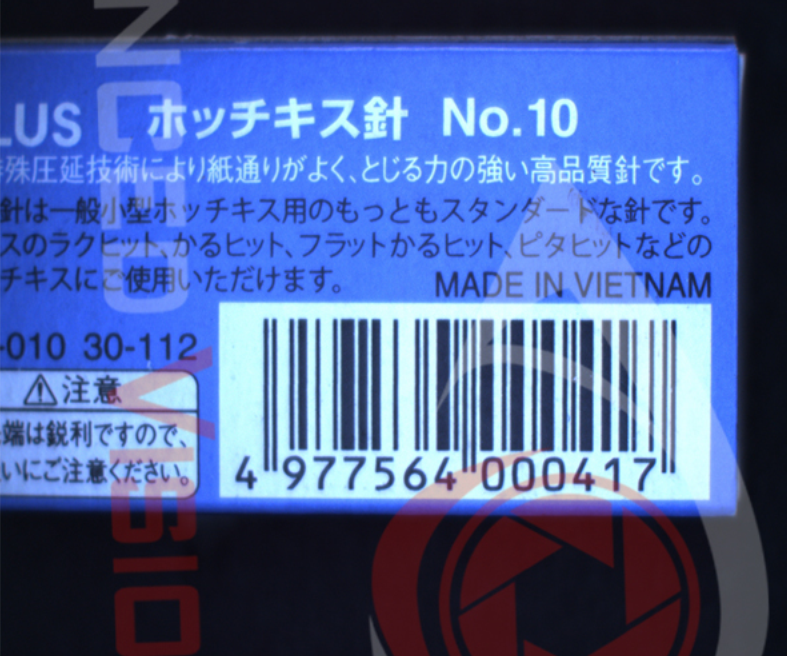 LUS ホッチキス針 No.10
特殊圧延技術により紙通りがよく、とじる力の強い高品質針です。
針は一般小型ホッチキス用のもっともスタンダードな針です。
スのラクヒット、かるヒット、フラットかるヒット、ピタヒットなどの
チキスにご使用いただけます。
MADE IN VIETNAM
-010 30-112
注意
先端は鋭利ですので、
いにご注意ください。
4 977564 000417
NCED VISIO